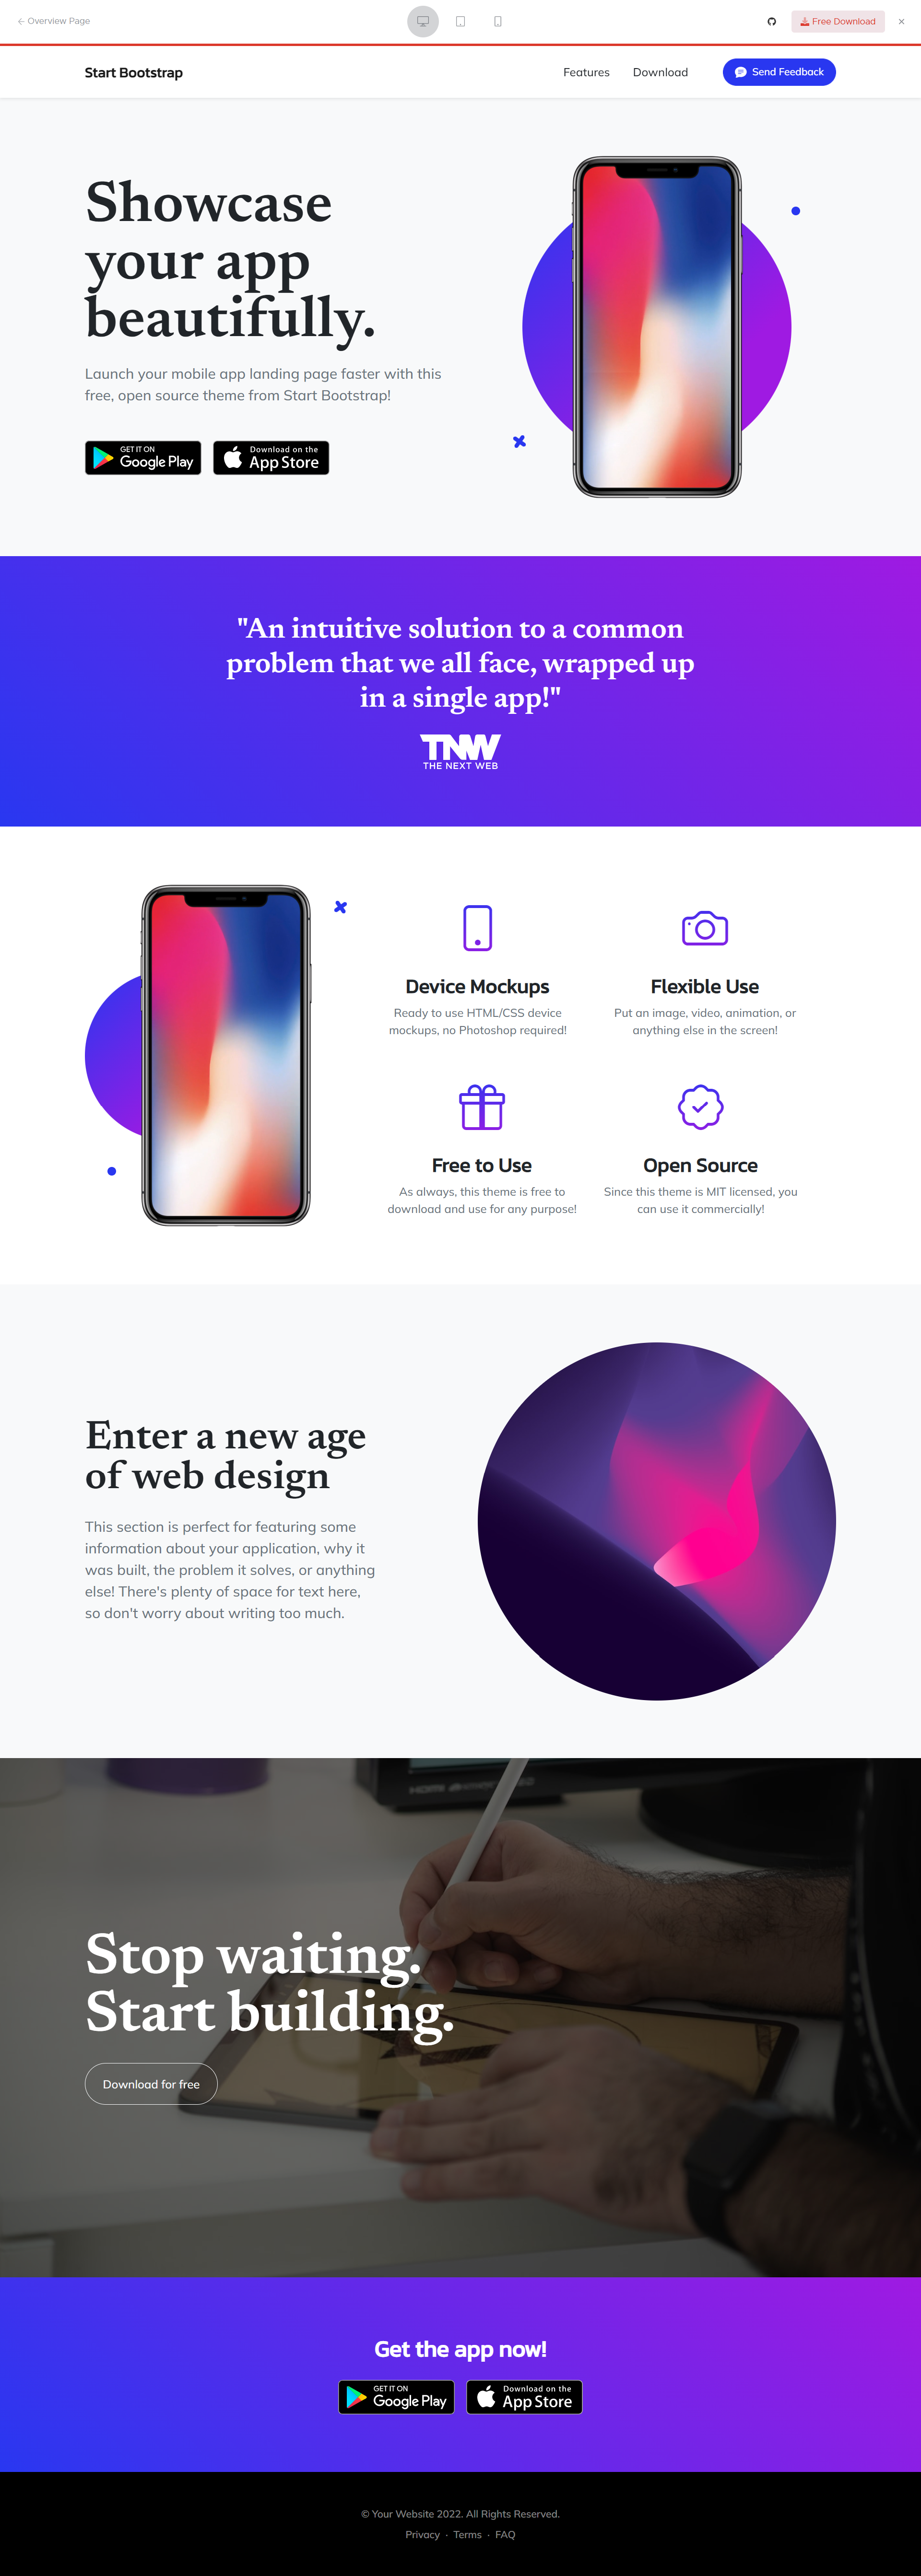 Overview Page
Free Download
Start Bootstrap
Features
Download
Send Feedback
Showcase
your app
beautifully.
Launch your mobile app landing page faster with this
free, open source theme from Start Bootstrap!
GET IT ON
Google Play
Download on the
App Store
"An intuitive solution to a common
problem that we all face, wrapped up
in a single app!"
TNW
THE NEXT WEB
Device Mockups
Ready to use HTML/CSS device
mockups, no Photoshop required!
Flexible Use
Put an image, video, animation, or
anything else in the screen!
Free to Use
As always, this theme is free to
download and use for any purpose!
Open Source
Since this theme is MIT licensed, you
can use it commercially!
Enter a new age
of web design
This section is perfect for featuring some
information about your application, why it
was built, the problem it solves, or anything
else! There's plenty of space for text here,
so don't worry about writing too much.
Stop waiting.
Start building.
Download for free
Get the app now!
GET IT ON
Google Play
Download on the
App Store
© Your Website 2022. All Rights Reserved.
Privacy · Terms · FAQ